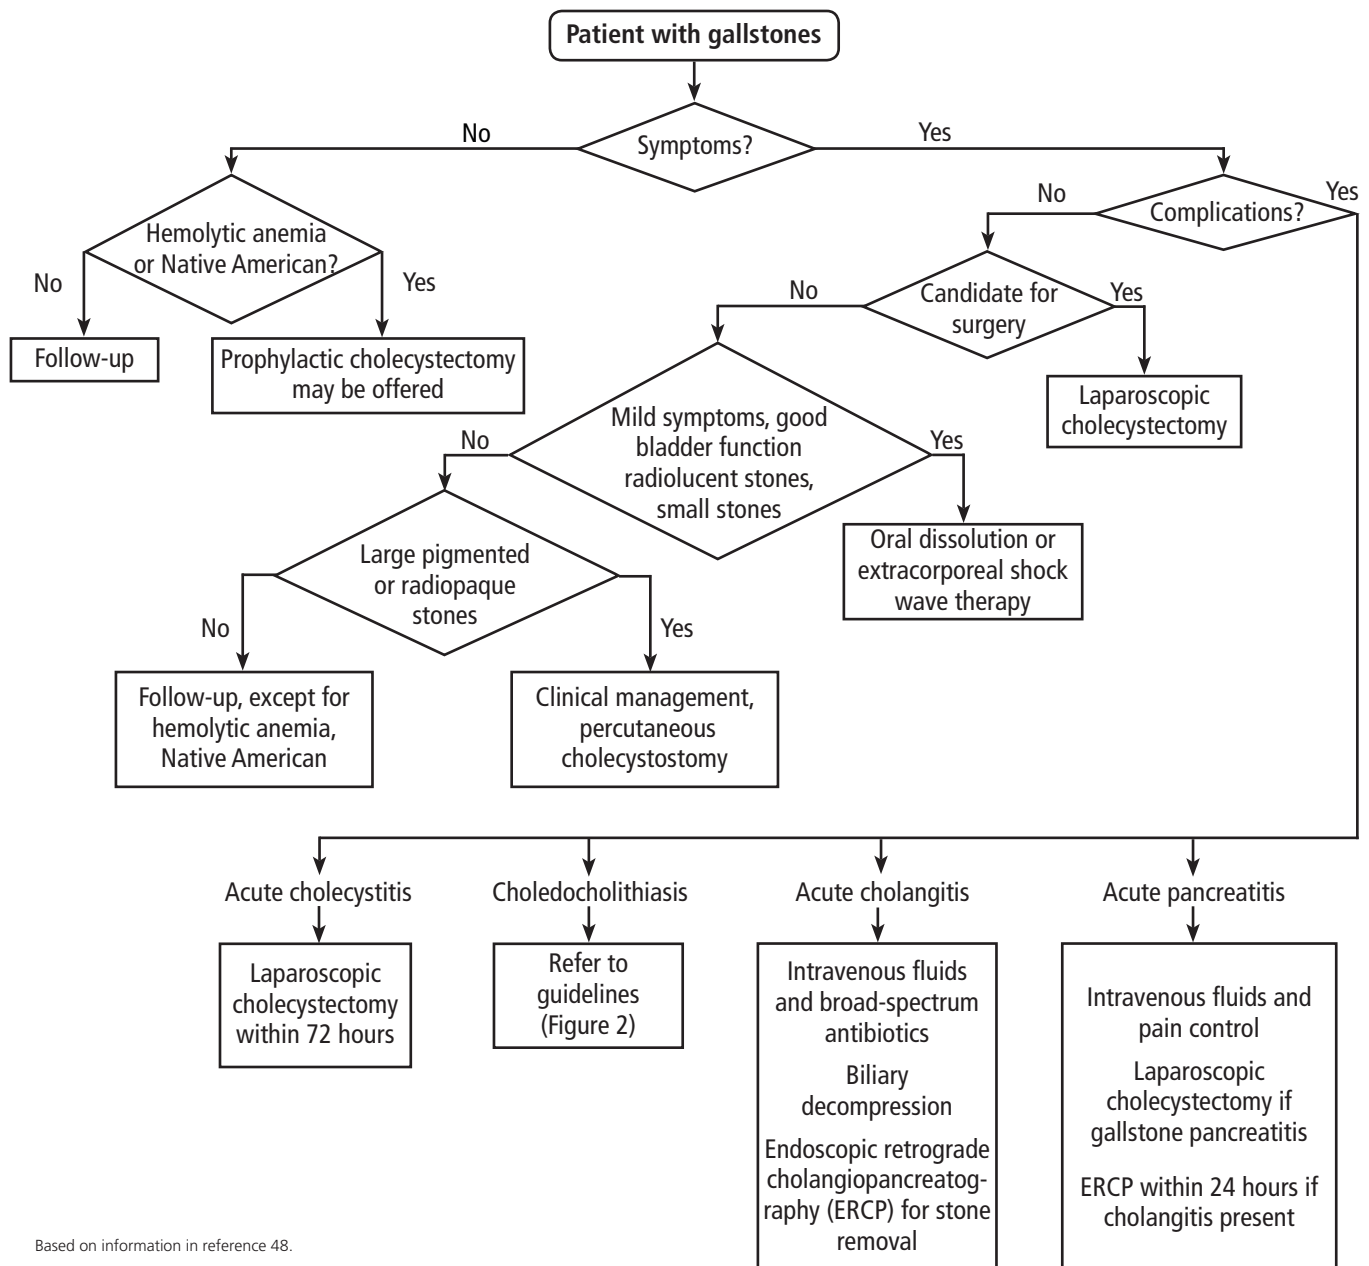 Patient with gallstones
Symptoms?
No
Yes
Hemolytic anemia
or Native American?
No
Yes
Follow-up
Prophylactic cholecystectomy
may be offered
Complications?
No
Yes
Candidate for
surgery
No
Yes
Laparoscopic
cholecystectomy
Mild symptoms, good
bladder function
radiolucent stones,
small stones
No
Yes
Oral dissolution or
extracorporeal shock
wave therapy
Large pigmented
or radiopaque
stones
No
Yes
Follow-up, except for
hemolytic anemia,
Native American
Clinical management,
percutaneous
cholecystostomy
Acute cholecystitis
Laparoscopic
cholecystectomy
within 72 hours
Choledocholithiasis
Refer to
guidelines
(Figure 2)
Acute cholangitis
Intravenous fluids
and broad-spectrum
antibiotics
Biliary
decompression
Endoscopic retrograde
cholangiopancreatog-
raphy (ERCP) for stone
removal
Acute pancreatitis
Intravenous fluids and
pain control
Laparoscopic
cholecystectomy if
gallstone pancreatitis
ERCP within 24 hours if
cholangitis present
Based on information in reference 48.